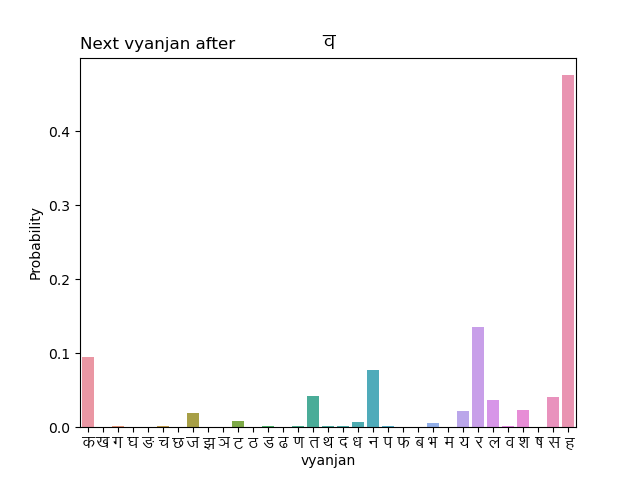 Next vyanjan after व
Probability
0.4
0.3
0.2
0.1
0.0
क ख ग घ ङ च छ ज झ ञ ट ठ ड ढ ण त थ द ध न प फ ब भ म य र ल व श ष स ह
vyanjan